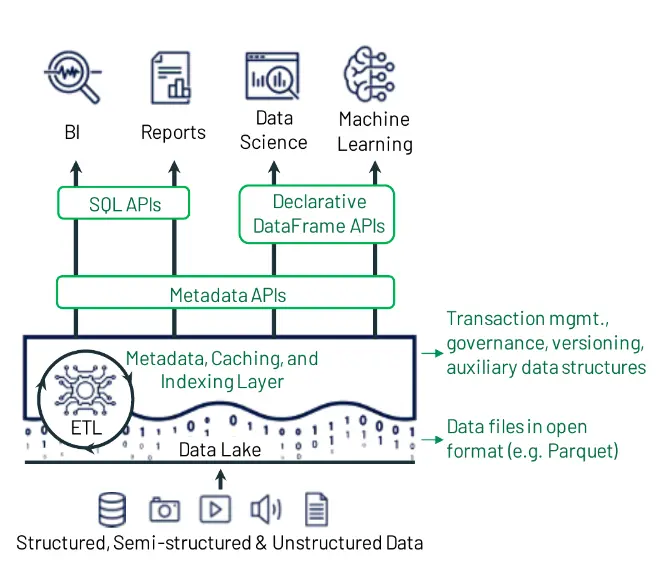 BI
Reports
Data
Science
Machine
Learning
SQL APIs
Declarative
DataFrame APIs
Metadata APIs
Metadata, Caching, and
Indexing Layer
ETL
Data Lake
Transaction mgmt.,
governance, versioning,
auxiliary data structures
Data files in open
format (e.g. Parquet)
Structured, Semi-structured & Unstructured Data